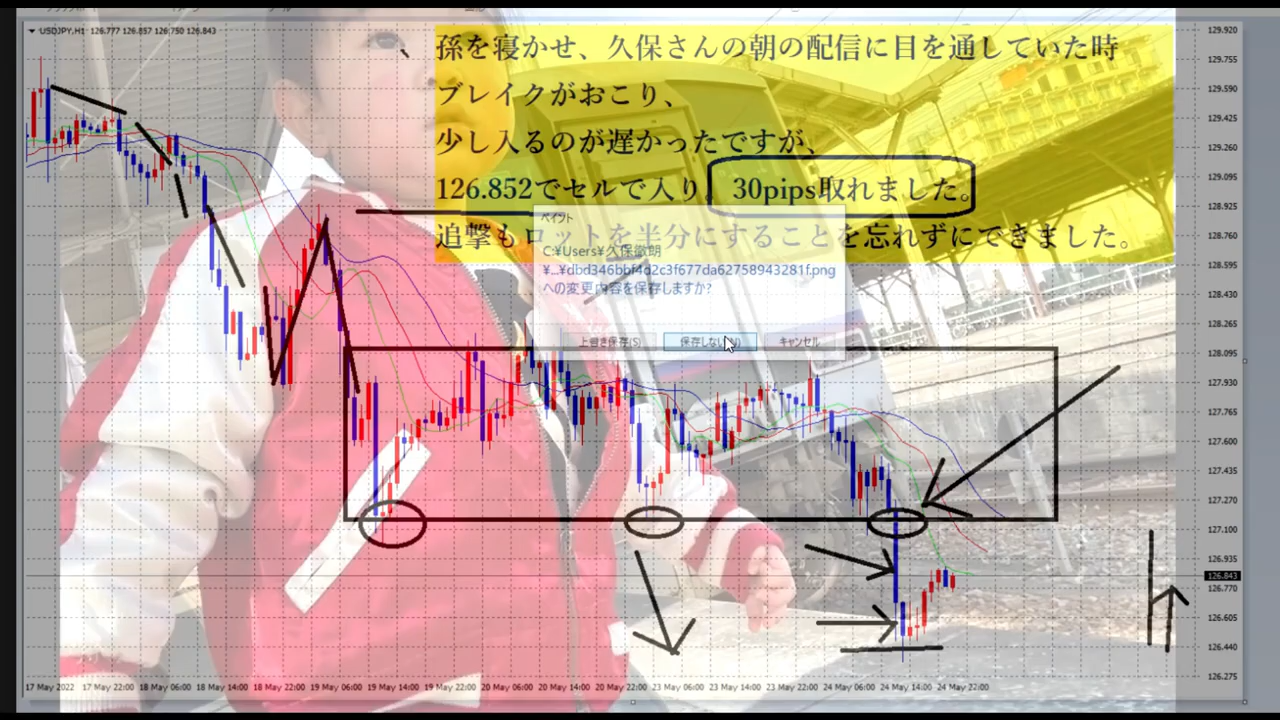 USDJPY,H1 126.777 126.857 126.750 126.843
孫を寝かせ、久保さんの朝の配信に目を通していた時
ブレイクがおこり、
少し入るのが遅かったですが、
126.852でセルで入り 30pips取れました。
追撃もロットを半分にすることを忘れずにできました。
ペイント
C:¥Users¥久保徹朗
¥...¥dbd346bbf4d2c3f677da62758943281f.png
への変更内容を保存しますか?
上書き保存(S) 保存しない(N) キャンセル
129.920
129.755
129.590
129.425
129.260
129.095
128.925
128.760
128.595
128.430
128.265
128.095
127.930
127.765
127.600
127.435
127.270
127.100
126.935
126.843
126.770
126.605
126.440
126.275
17 May 2022 17 May 22:00 18 May 06:00 18 May 14:00 18 May 22:00 19 May 06:00 19 May 14:00 19 May 22:00 20 May 06:00 20 May 14:00 20 May 22:00 23 May 06:00 23 May 14:00 23 May 22:00 24 May 06:00 24 May 14:00 24 May 22:00